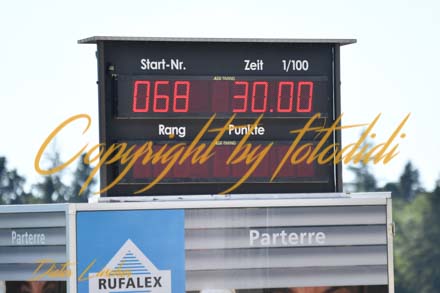 Start-Nr. Zeit 1/100
068 30.00
Rang Punkte
Copyright by fotodidi
Parterre Parterre
RUFALEX